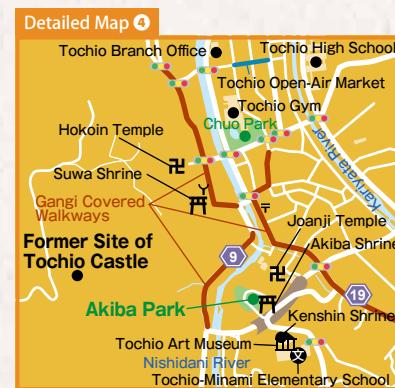 Detailed Map 4
Tochio Branch Office
Tochio High School
Tochio Open-Air Market
Tochio Gym
Chuo Park
Hokoin Temple
Kariyata River
Suwa Shrine
Gangi Covered
Walkways
Joanji Temple
Akiba Shrine
Former Site of
Tochio Castle
9
19
Akiba Park
Kenshin Shrine
Tochio Art Museum
文
Nishidani River
Tochio-Minami Elementary School